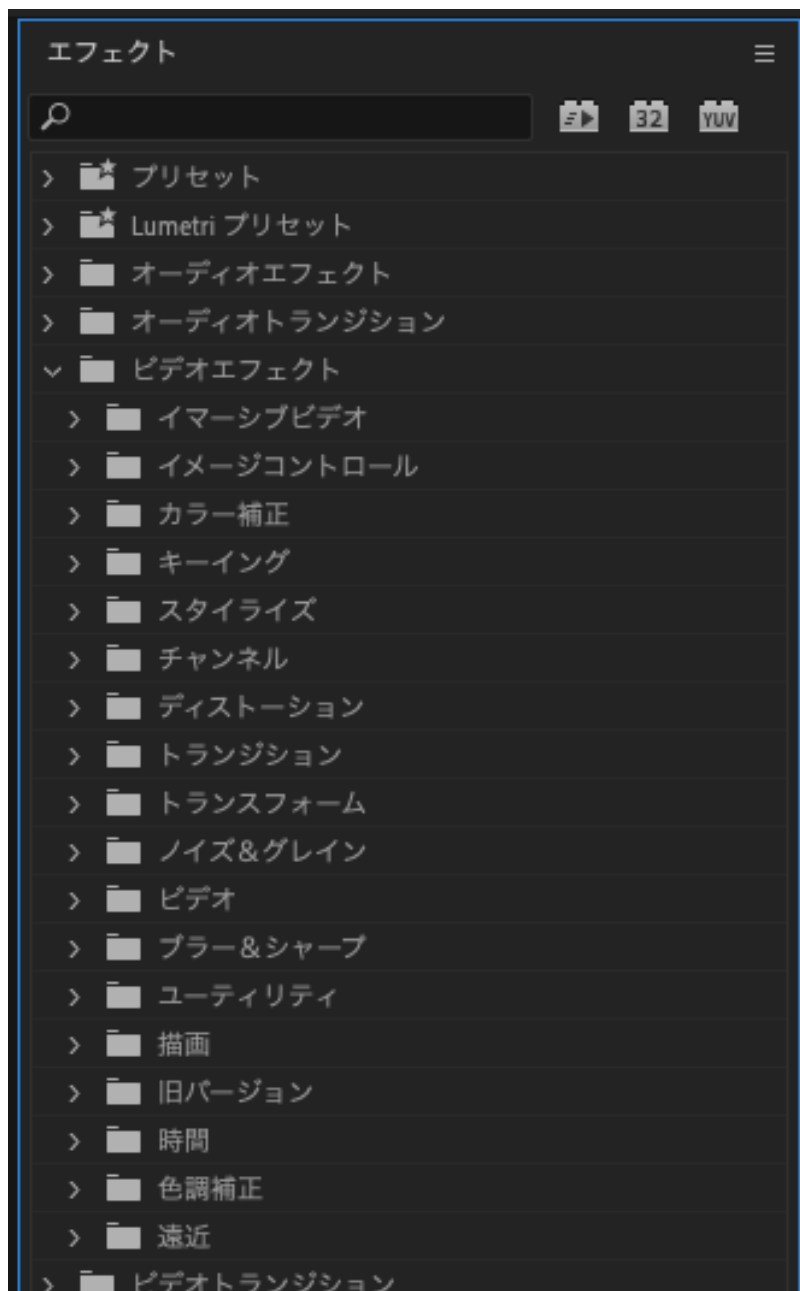 エフェクト
32 YUV
プリセット
Lumetri プリセット
オーディオエフェクト
オーディオトランジション
ビデオエフェクト
イマーシブビデオ
イメージコントロール
カラー補正
キーイング
スタイライズ
チャンネル
ディストーション
トランジション
トランスフォーム
ノイズ&グレイン
ビデオ
ブラー&シャープ
ユーティリティ
描画
旧バージョン
時間
色調補正
遠近
ビデオトランジション